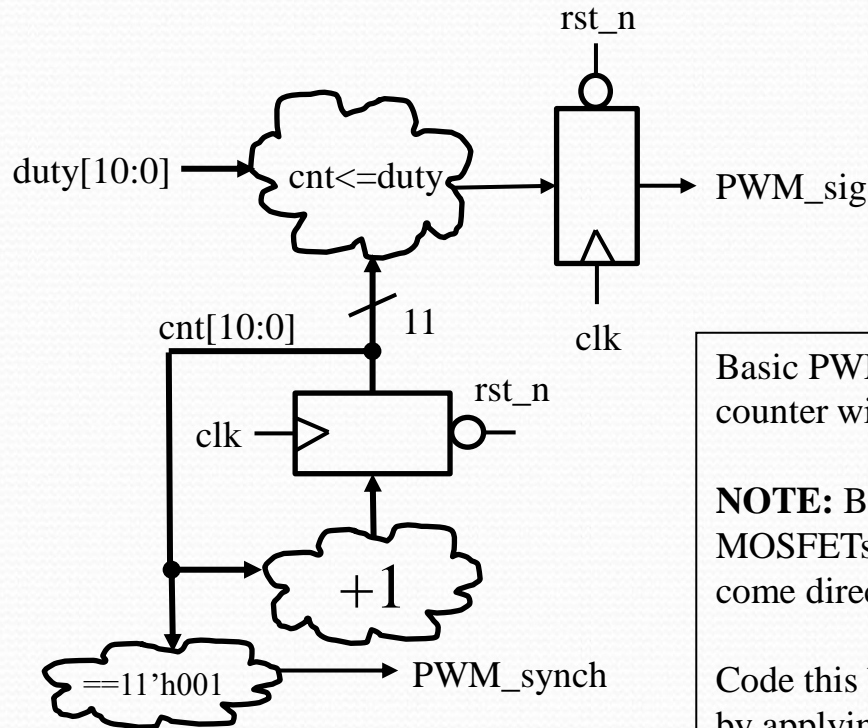 rst_n
duty[10:0]
cnt<=duty
PWM_sig
11
cnt[10:0]
clk
rst_n
clk
+1
==11'h001
PWM_synch
Basic PW
counter wi
NOTE: B
MOSFETs
come direc
Code this
by applyin